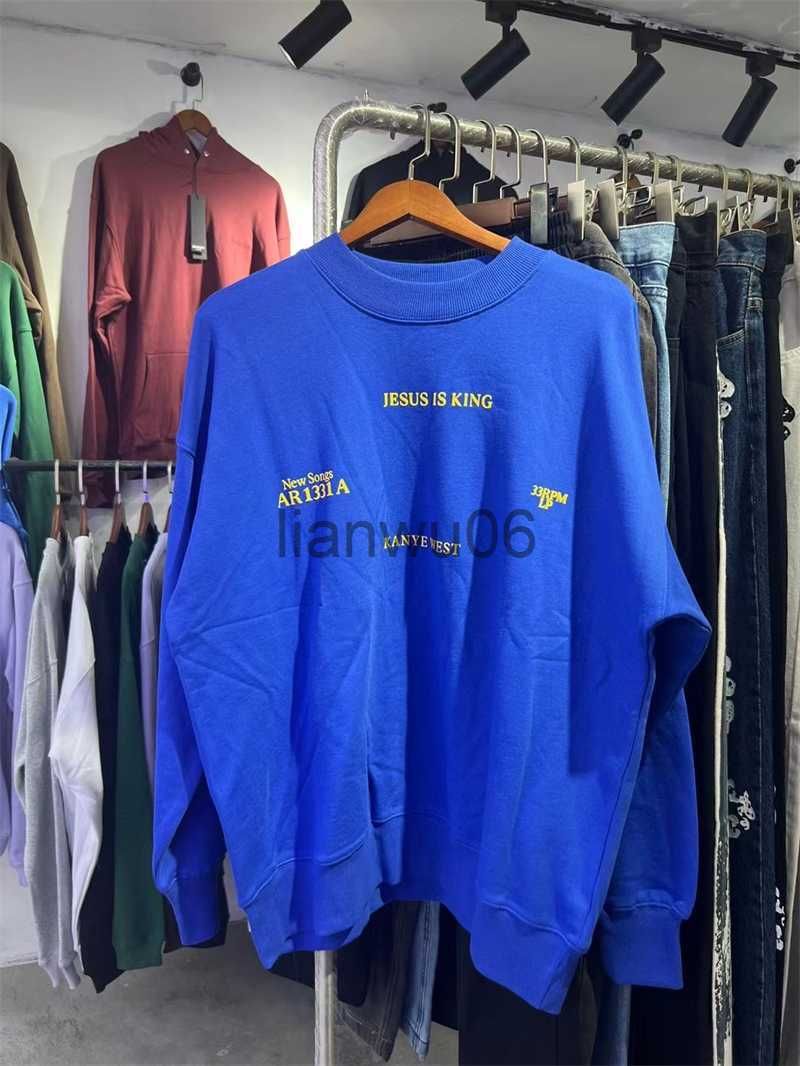 JESUS IS KING
New Songs
AR 1331 A
33RPM
LP
lianwu06
KANYE WEST